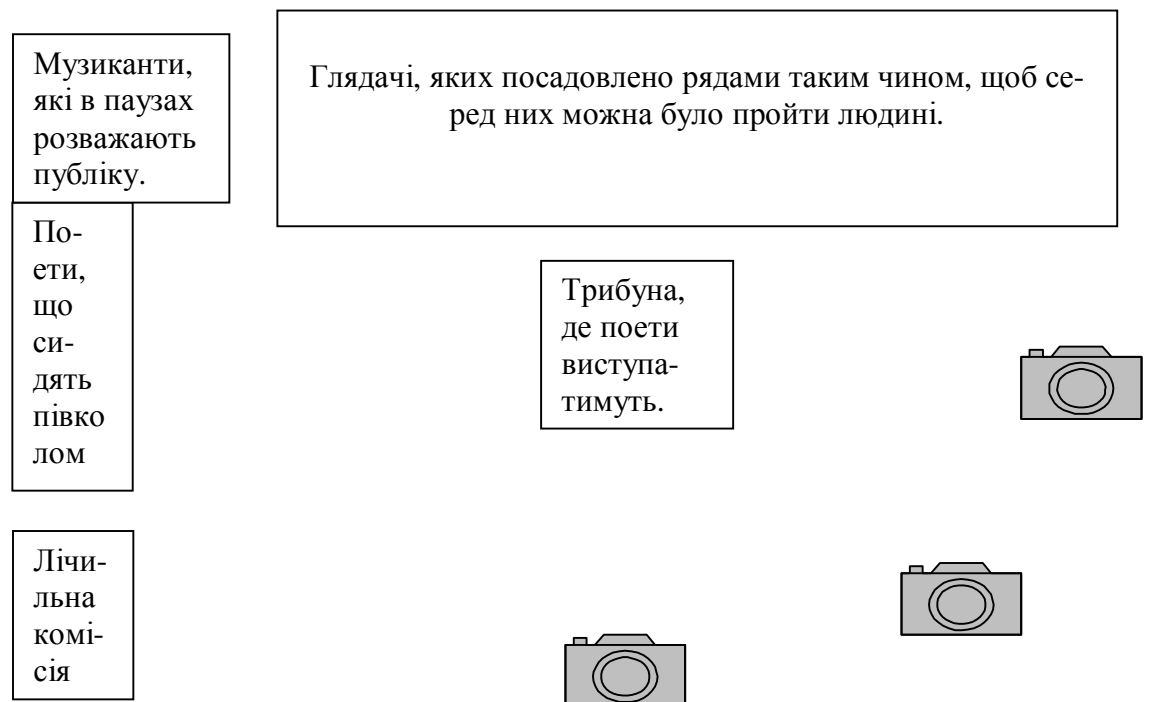 Музиканти,
які в паузах
розважають
публіку.
Глядачі, яких посадовлено рядами таким чином, щоб се-
ред них можна було пройти людині.
По-
ети,
що
си-
дять
півко
лом
Трибуна,
де поети
виступа-
тимуть.
Лічи-
льна
комі-
сія